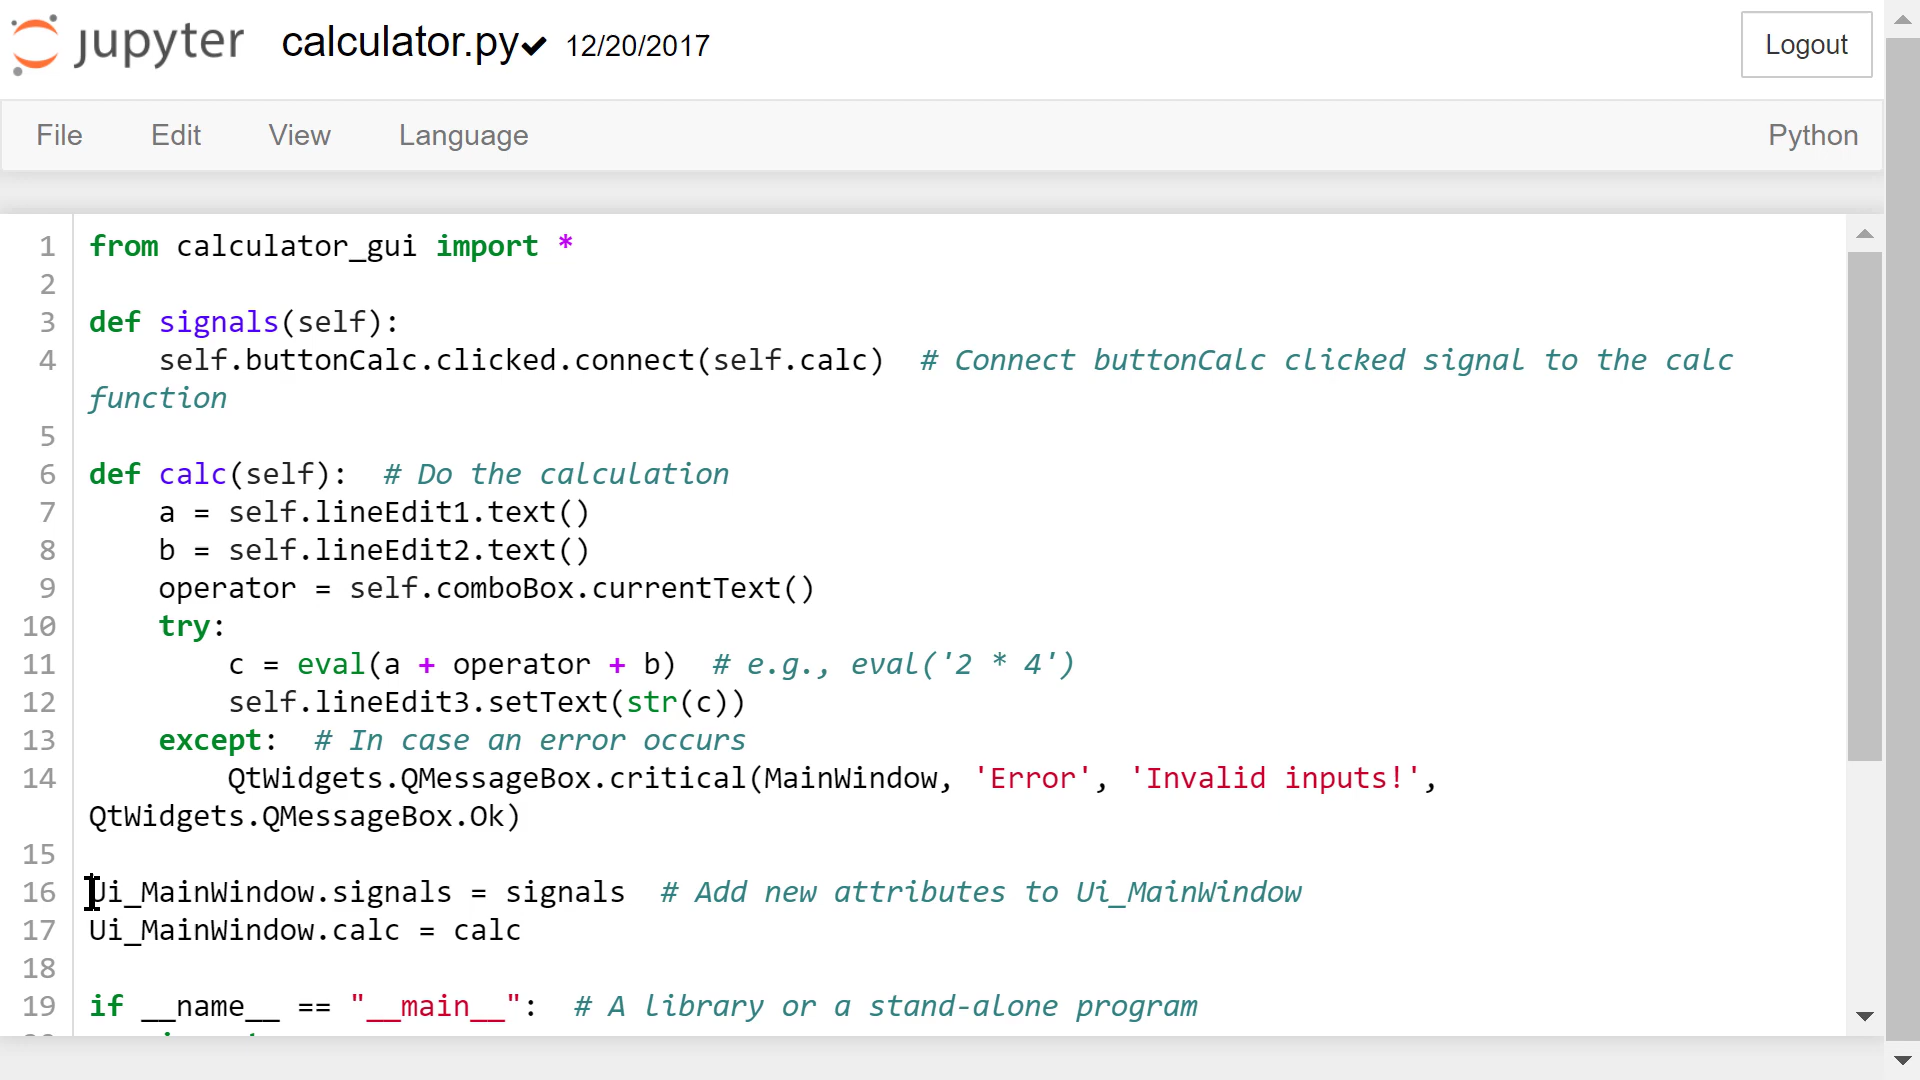 jupyter calculator.py✔ 12/20/2017 Logout
File Edit View Language Python
1 from calculator_gui import *
2
3 def signals(self):
4     self.buttonCalc.clicked.connect(self.calc)  # Connect buttonCalc clicked signal to the calc
function
5
6 def calc(self):  # Do the calculation
7     a = self.lineEdit1.text()
8     b = self.lineEdit2.text()
9     operator = self.comboBox.currentText()
10     try:
11         c = eval(a + operator + b)  # e.g., eval('2 * 4')
12         self.lineEdit3.setText(str(c))
13     except:  # In case an error occurs
14         QtWidgets.QMessageBox.critical(MainWindow, 'Error', 'Invalid inputs!',
QtWidgets.QMessageBox.Ok)
15
16 Ui_MainWindow.signals = signals  # Add new attributes to Ui_MainWindow
17 Ui_MainWindow.calc = calc
18
19 if __name__ == "__main__":  # A library or a stand-alone program